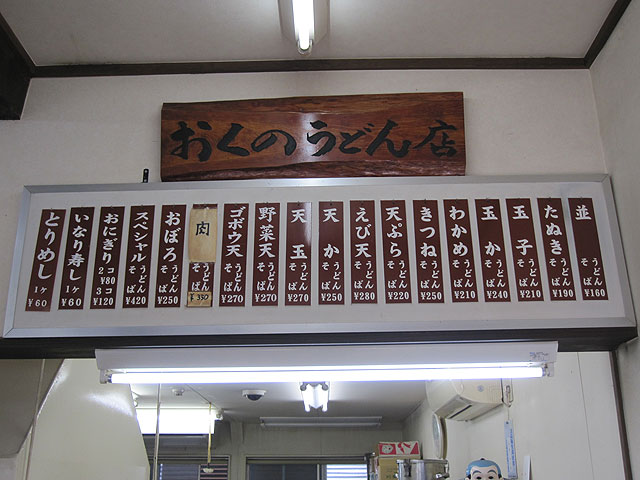 おくのうどん店
並 うどん そば ¥160
たぬき うどん そば ¥190
玉子 うどん そば ¥210
玉か うどん そば ¥240
わかめ うどん そば ¥210
きつね うどん そば ¥250
天ぷら うどん そば ¥220
えび天 うどん そば ¥280
天か うどん そば ¥250
天玉 うどん そば ¥270
野菜天 うどん そば ¥270
ゴボウ天 うどん そば ¥270
肉 うどん そば ¥350
おぼろ うどん そば ¥250
スペシャル うどん そば ¥420
おにぎり 2コ ¥80 3コ ¥120
いなり寿し 1ヶ ¥60
とりめし 1ヶ ¥60